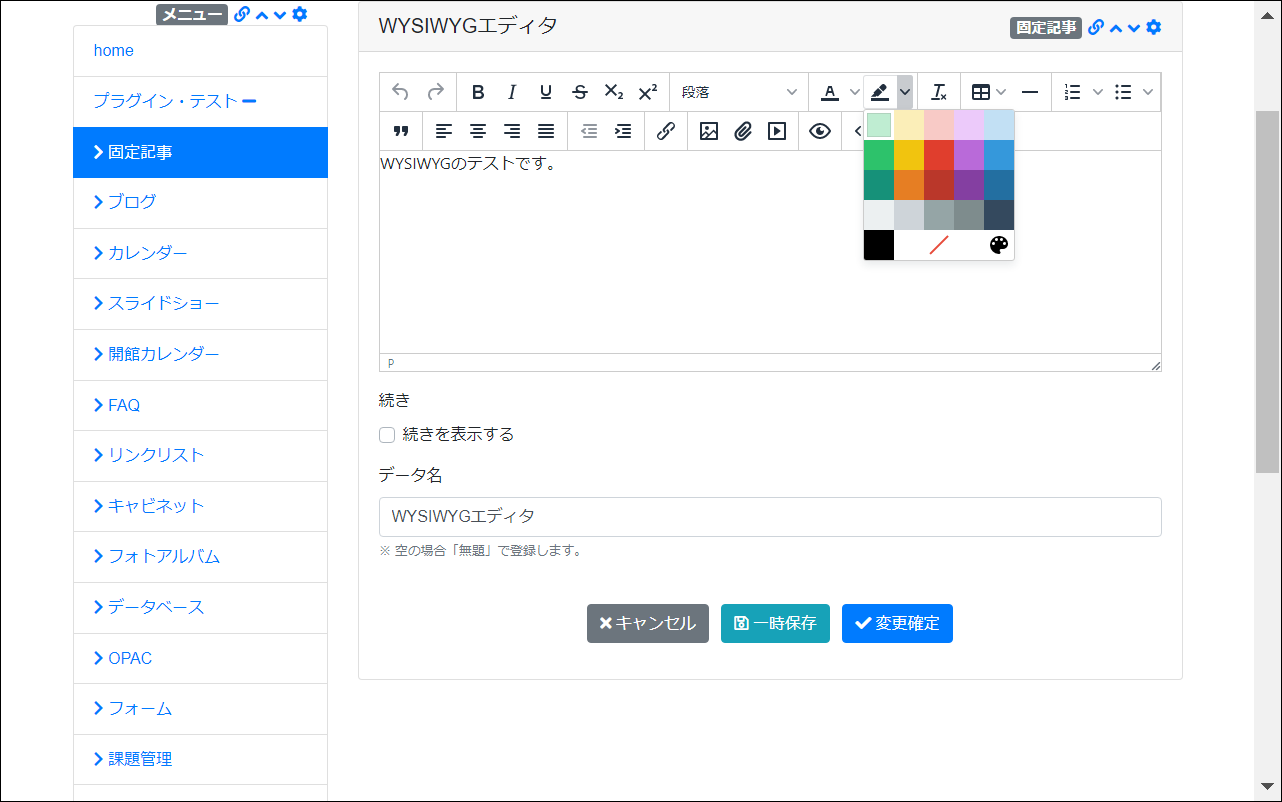 メニュー
home
プラグイン・テスト
固定記事
ブログ
カレンダー
スライドショー
開館カレンダー
FAQ
リンクリスト
キャビネット
フォトアルバム
データベース
OPAC
フォーム
課題管理
WYSIWYGエディタ
固定記事
B I U S X₂ X² 段落 A
WYSIWYGのテストです。
P
続き
続きを表示する
データ名
WYSIWYGエディタ
※ 空の場合「無題」で登録します。
キャンセル 一時保存 変更確定